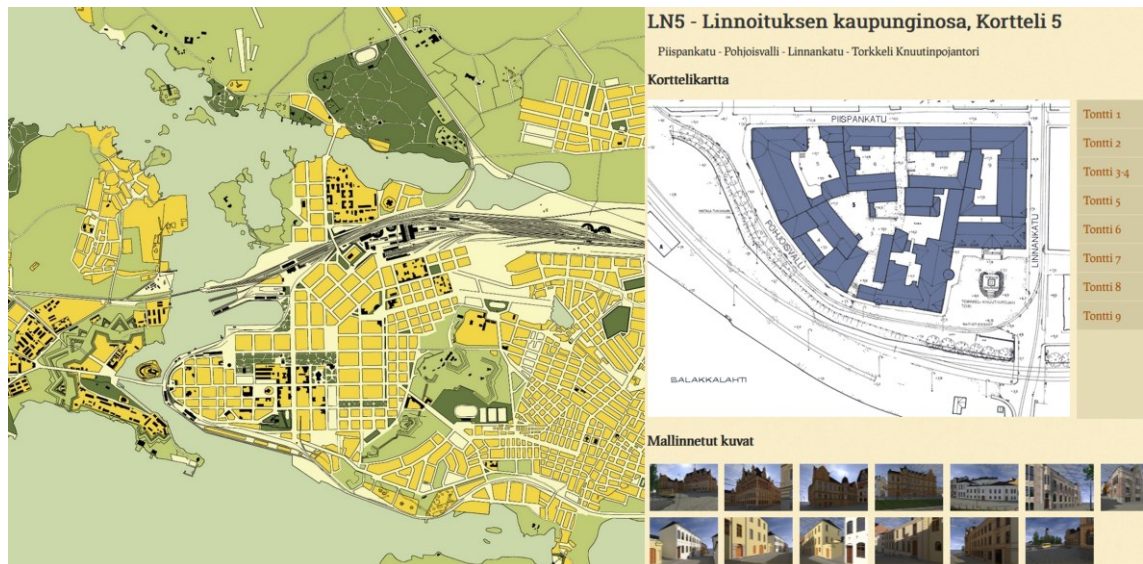 LN5 - Linnoituksen kaupunginosa, Kortteli 5
Piispankatu - Pohjoisvalli - Linnankatu - Torkkeli Knuutinpojantori
Korttelikartta
PIISPANKATU
POHJOISVALLI
LINNANKATU
SALAKKALAHTI
Tontti 1
Tontti 2
Tontti 3-4
Tontti 5
Tontti 6
Tontti 7
Tontti 8
Tontti 9
Mallinnetut kuvat